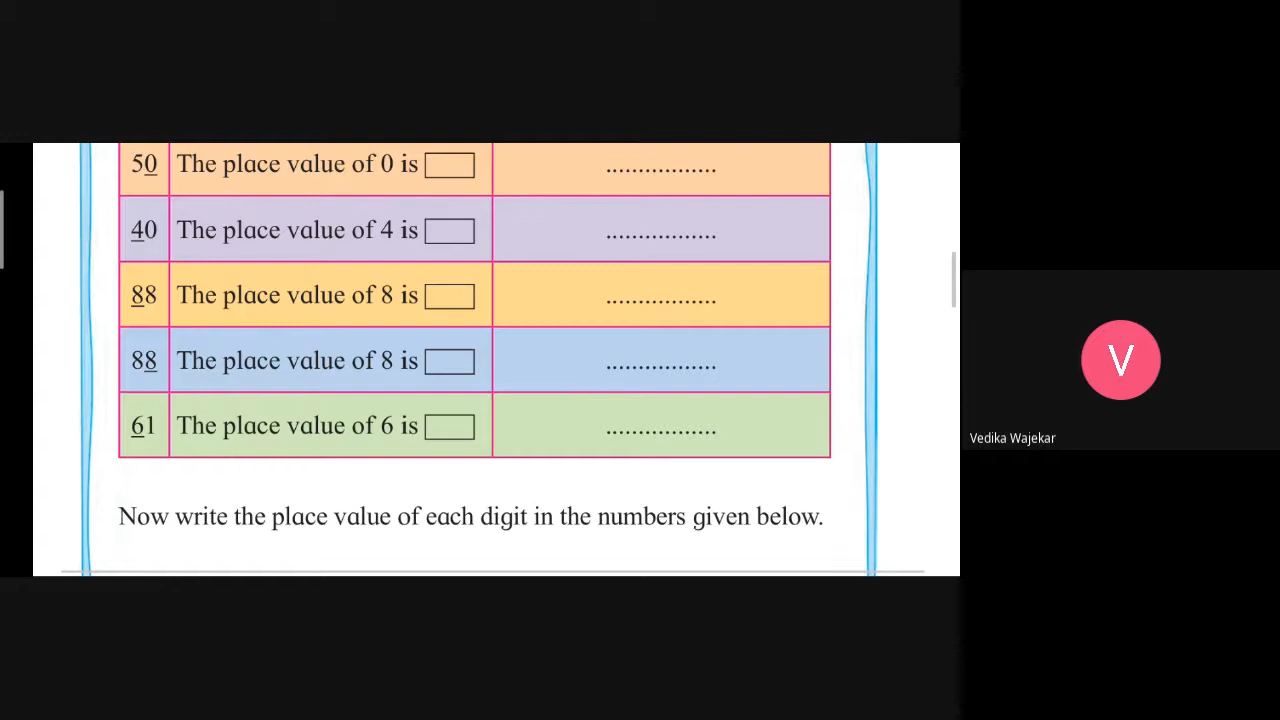 50 The place value of 0 is .................
40 The place value of 4 is .................
88 The place value of 8 is .................
88 The place value of 8 is .................
61 The place value of 6 is .................
Now write the place value of each digit in the numbers given below.
V
Vedika Wajekar